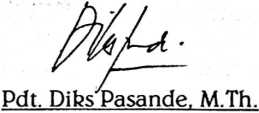 Pdt. Diks Pasande, M.Th.